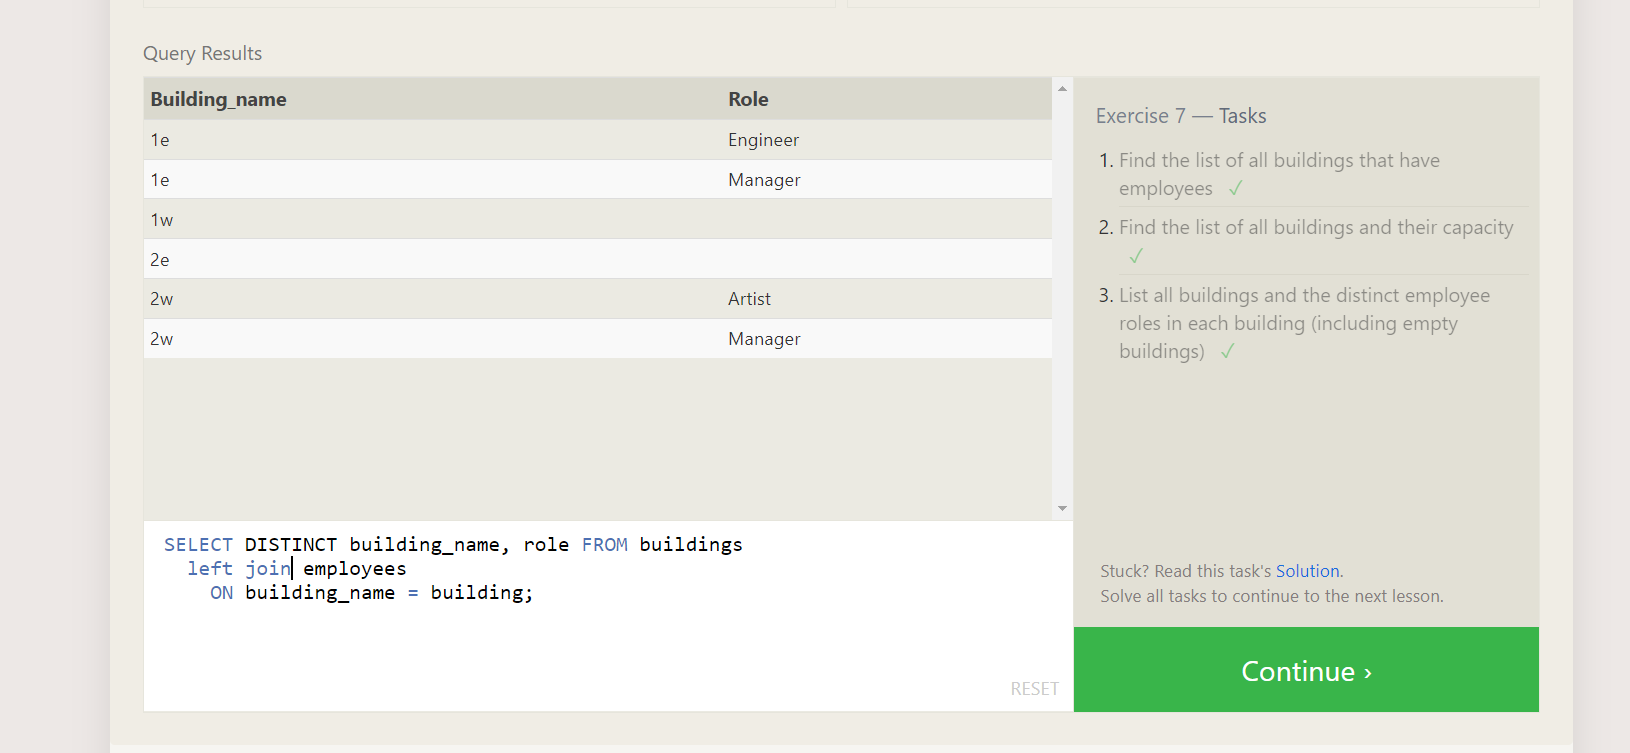 Query Results
Building_name Role
1e Engineer
1e Manager
1w
2e
2w Artist
2w Manager
SELECT DISTINCT building_name, role FROM buildings
left join employees
ON building_name = building;
RESET
Exercise 7 — Tasks
1. Find the list of all buildings that have
employees ✓
2. Find the list of all buildings and their capacity
✓
3. List all buildings and the distinct employee
roles in each building (including empty
buildings) ✓
Stuck? Read this task's Solution.
Solve all tasks to continue to the next lesson.
Continue ›